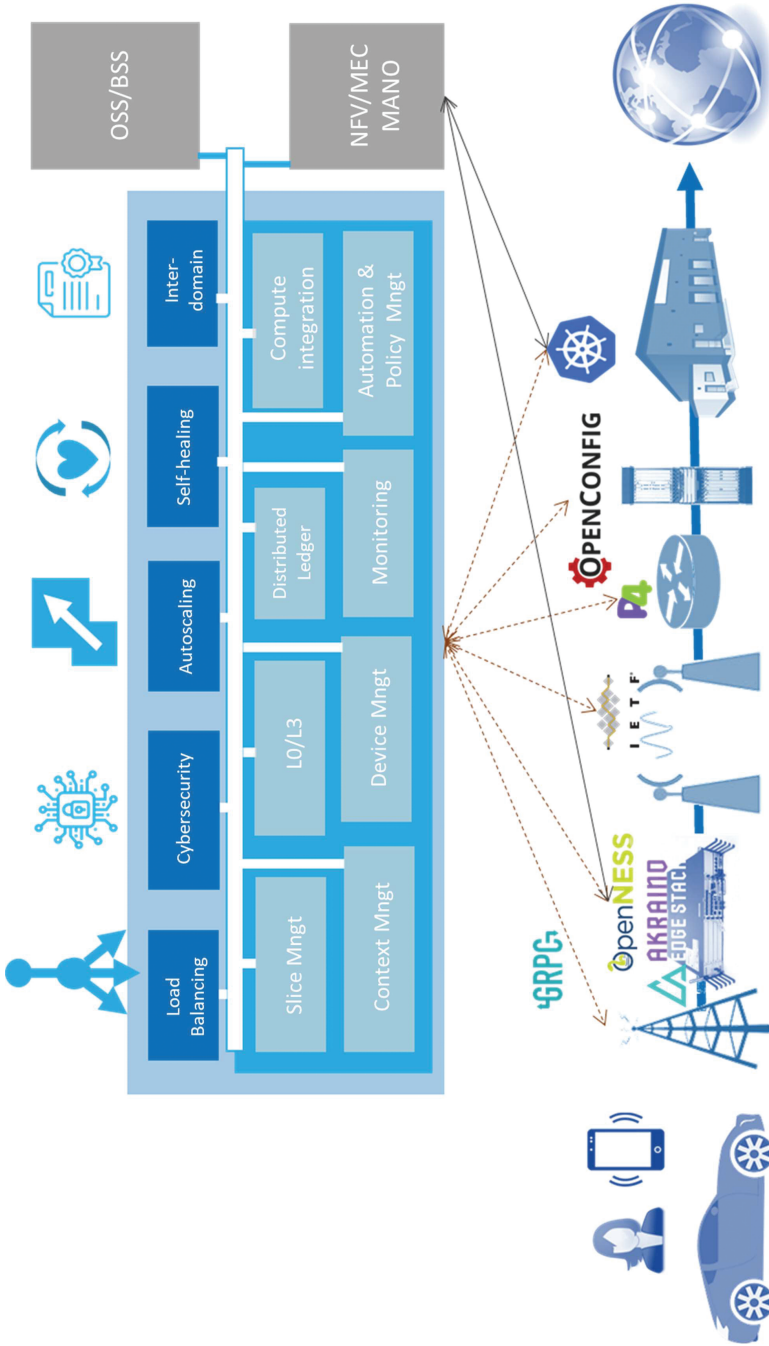 Load
Balancing
Cybersecurity
Autoscaling
Self-healing
Inter-
domain
OSS/BSS
Slice Mngt
L0/L3
Distributed
Ledger
Compute
integration
Context Mngt
Device Mngt
Monitoring
Automation &
Policy Mngt
NFV/MEC
MANO
GRPC
OpenNESS
AKRAINO
EDGE STACK
I E T F
P4
OPENCONFIG